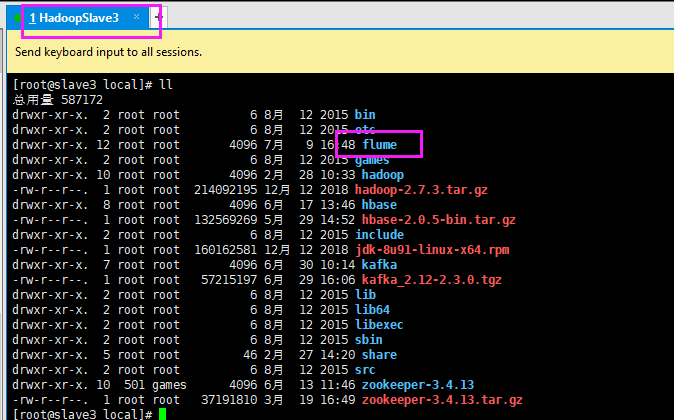 1 HadoopSlave3 × +
Send keyboard input to all sessions.
[root@slave3 local]# ll
总用量 587172
drwxr-xr-x. 2 root root 6 8月 12 2015 bin
drwxr-xr-x. 2 root root 6 8月 12 2015 etc
drwxr-xr-x. 12 root root 4096 7月 9 16:48 flume
drwxr-xr-x. 2 root root 6 8月 12 2015 games
drwxr-xr-x. 10 root root 4096 2月 28 10:33 hadoop
-rw-r--r--. 1 root root 214092195 12月 12 2018 hadoop-2.7.3.tar.gz
drwxr-xr-x. 8 root root 4096 6月 17 13:46 hbase
-rw-r--r--. 1 root root 132569269 5月 29 14:52 hbase-2.0.5-bin.tar.gz
drwxr-xr-x. 2 root root 6 8月 12 2015 include
-rw-r--r--. 1 root root 160162581 12月 12 2018 jdk-8u91-linux-x64.rpm
drwxr-xr-x. 7 root root 4096 6月 30 10:14 kafka
-rw-r--r--. 1 root root 57215197 6月 29 16:06 kafka_2.12-2.3.0.tgz
drwxr-xr-x. 2 root root 6 8月 12 2015 lib
drwxr-xr-x. 2 root root 6 8月 12 2015 lib64
drwxr-xr-x. 2 root root 6 8月 12 2015 libexec
drwxr-xr-x. 2 root root 6 8月 12 2015 sbin
drwxr-xr-x. 5 root root 46 2月 27 14:20 share
drwxr-xr-x. 2 root root 6 8月 12 2015 src
drwxr-xr-x. 10 501 games 4096 6月 13 11:46 zookeeper-3.4.13
-rw-r--r--. 1 root root 37191810 3月 19 16:49 zookeeper-3.4.13.tar.gz
[root@slave3 local]#